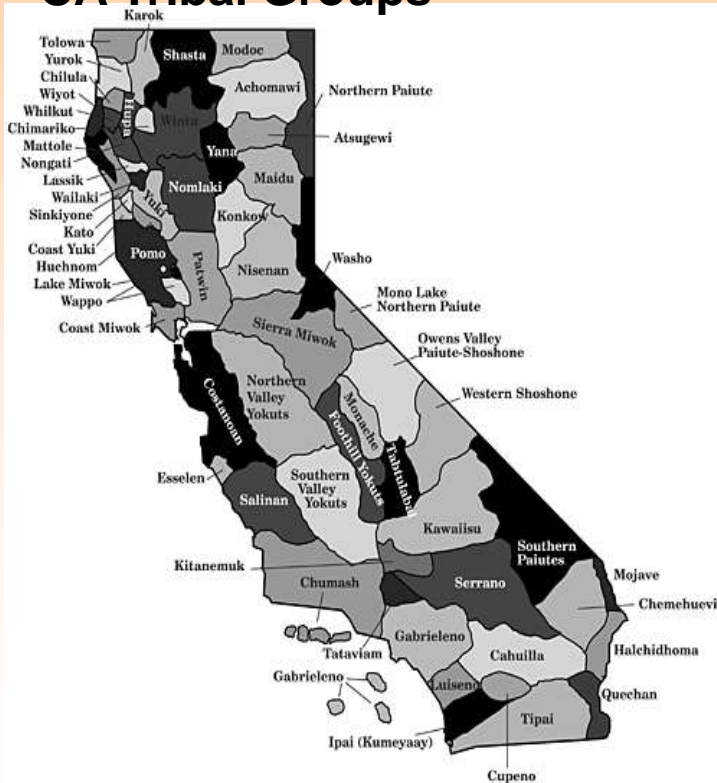 CA Tribal Groups
Karok
Tolowa
Yurok
Chilula
Wiyot
Whilkut
Chimariko
Mattole
Nongati
Lassik
Wailaki
Sinkiyone
Kato
Coast Yuki
Huchnom
Lake Miwok
Wappo
Coast Miwok
Shasta
Modoc
Achomawi
Northern Paiute
Hupa
Wintu
Atsugewi
Yana
Maidu
Nomlaki
Yuki
Konkow
Pomo
Patwin
Nisenan
Washo
Mono Lake
Northern Paiute
Sierra Miwok
Owens Valley
Paiute-Shoshone
Costanoan
Northern
Valley
Yokuts
Monache
Western Shoshone
Foothill Yokuts
Tabtulabal
Esselen
Salinan
Southern
Valley
Yokuts
Kawaiisu
Southern
Paiutes
Kitanemuk
Chumash
Serrano
Mojave
Chemehuevi
Tataviam
Gabrieleno
Cahuilla
Halchidhoma
Gabrieleno
Luiseno
Quechan
Tipai
Ipai (Kumeyaay)
Cupeno